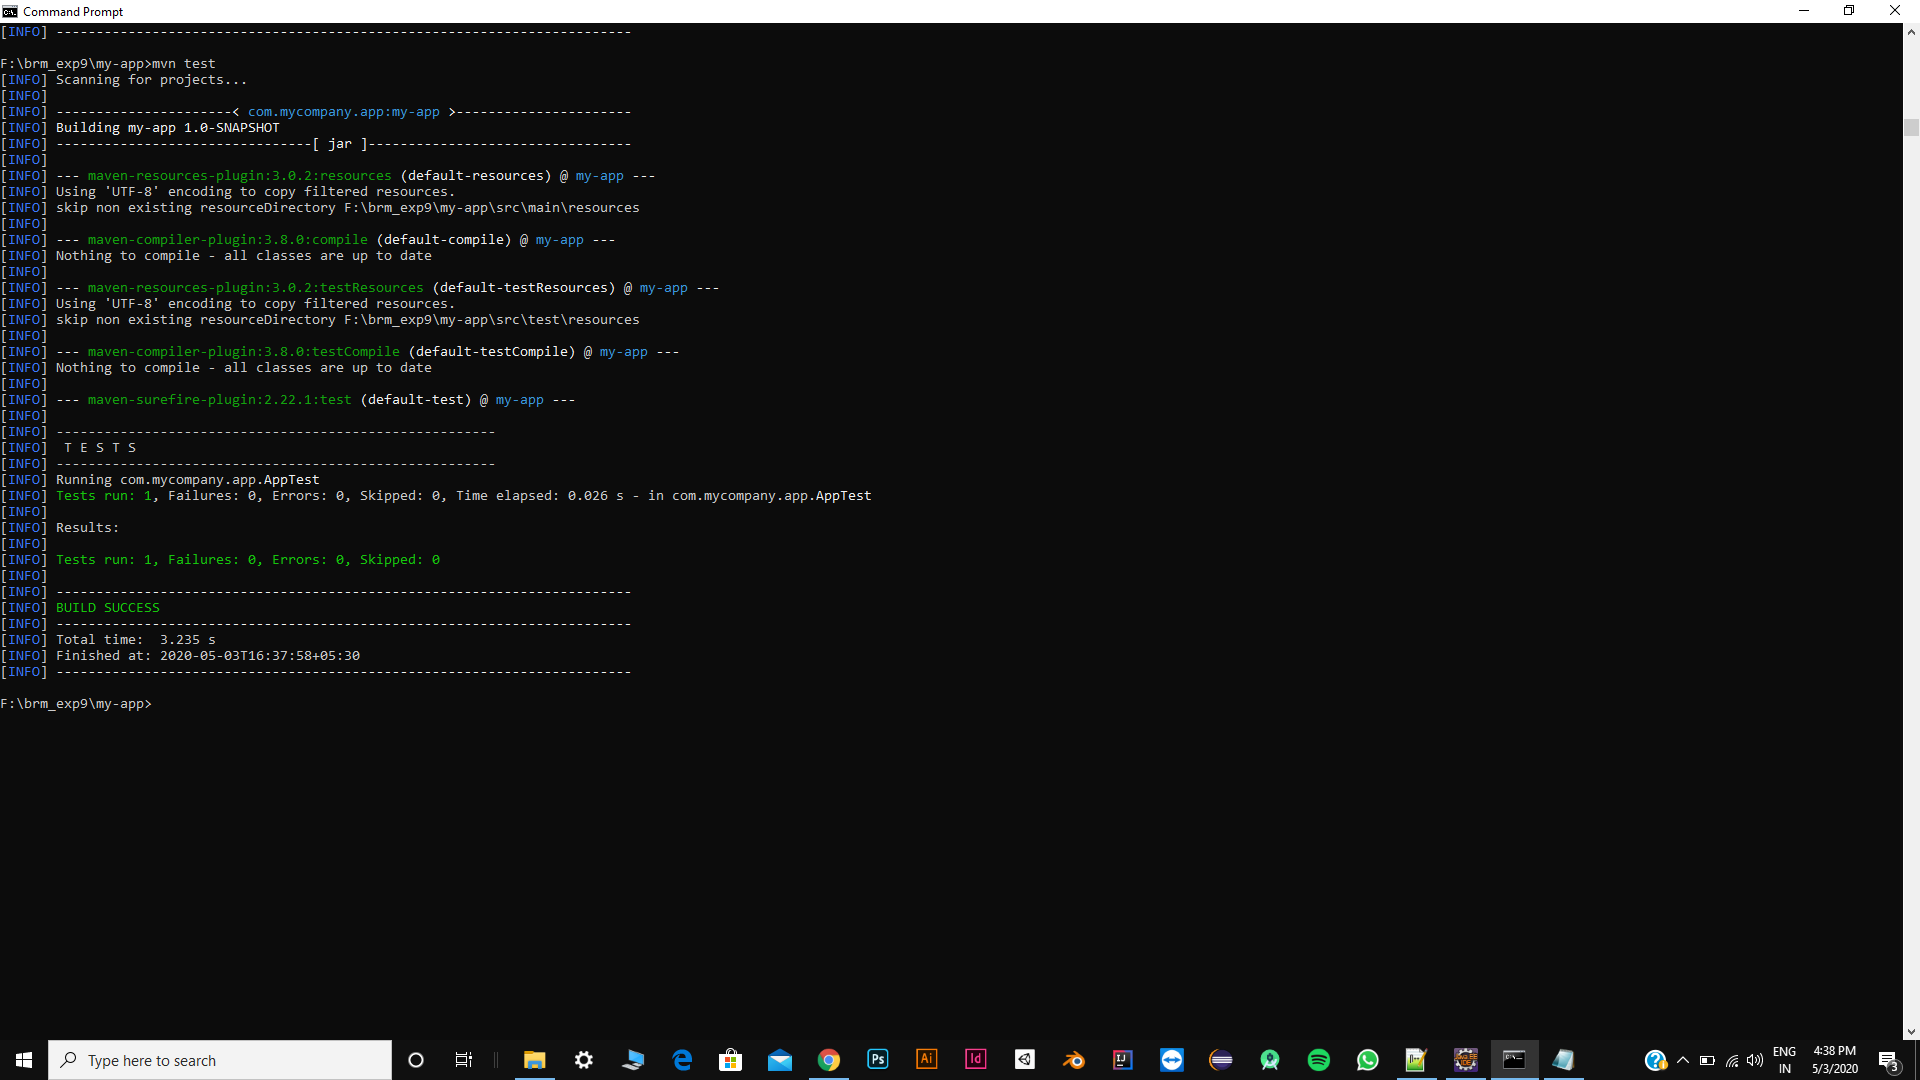 Command Prompt
[INFO] ------------------------------------------------------------------------
F:\brm_exp9\my-app>mvn test
[INFO] Scanning for projects...
[INFO]
[INFO] ----------------------< com.mycompany.app:my-app >----------------------
[INFO] Building my-app 1.0-SNAPSHOT
[INFO] --------------------------------[ jar ]---------------------------------
[INFO]
[INFO] --- maven-resources-plugin:3.0.2:resources (default-resources) @ my-app ---
[INFO] Using 'UTF-8' encoding to copy filtered resources.
[INFO] skip non existing resourceDirectory F:\brm_exp9\my-app\src\main\resources
[INFO]
[INFO] --- maven-compiler-plugin:3.8.0:compile (default-compile) @ my-app ---
[INFO] Nothing to compile - all classes are up to date
[INFO]
[INFO] --- maven-resources-plugin:3.0.2:testResources (default-testResources) @ my-app ---
[INFO] Using 'UTF-8' encoding to copy filtered resources.
[INFO] skip non existing resourceDirectory F:\brm_exp9\my-app\src\test\resources
[INFO]
[INFO] --- maven-compiler-plugin:3.8.0:testCompile (default-testCompile) @ my-app ---
[INFO] Nothing to compile - all classes are up to date
[INFO]
[INFO] --- maven-surefire-plugin:2.22.1:test (default-test) @ my-app ---
[INFO]
[INFO] -------------------------------------------------------
[INFO]  T E S T S
[INFO] -------------------------------------------------------
[INFO] Running com.mycompany.app.AppTest
[INFO] Tests run: 1, Failures: 0, Errors: 0, Skipped: 0, Time elapsed: 0.026 s - in com.mycompany.app.AppTest
[INFO]
[INFO] Results:
[INFO]
[INFO] Tests run: 1, Failures: 0, Errors: 0, Skipped: 0
[INFO]
[INFO] ------------------------------------------------------------------------
[INFO] BUILD SUCCESS
[INFO] ------------------------------------------------------------------------
[INFO] Total time:  3.235 s
[INFO] Finished at: 2020-05-03T16:37:58+05:30
[INFO] ------------------------------------------------------------------------
F:\brm_exp9\my-app>
Type here to search
Ps
Ai
Id
IJ
ENG
IN
4:38 PM
5/3/2020
3